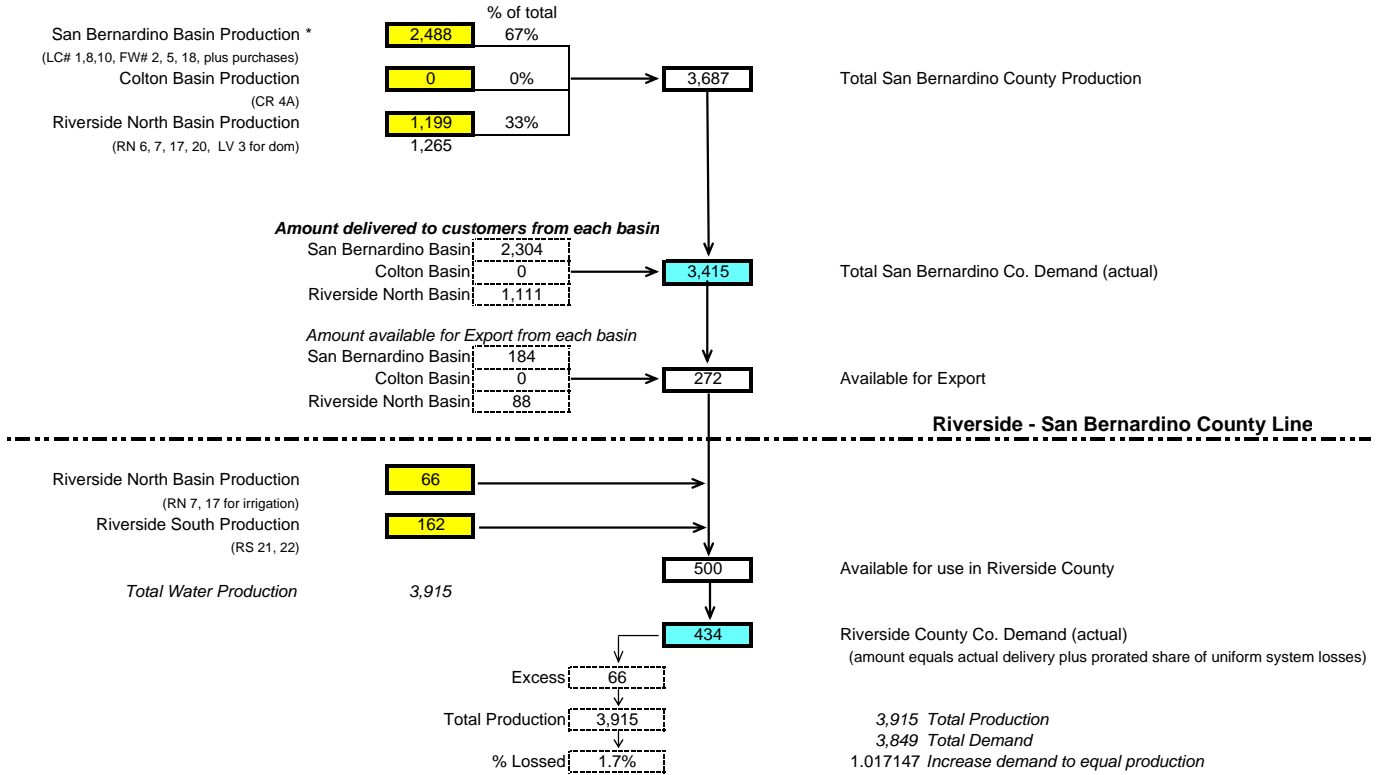 % of total
San Bernardino Basin Production * 2,488 67%
(LC# 1,8,10, FW# 2, 5, 18, plus purchases)
Colton Basin Production 0 0% 3,687 Total San Bernardino County Production
(CR 4A)
Riverside North Basin Production 1,199 33%
(RN 6, 7, 17, 20, LV 3 for dom) 1,265
Amount delivered to customers from each basin
San Bernardino Basin 2,304
Colton Basin 0 3,415 Total San Bernardino Co. Demand (actual)
Riverside North Basin 1,111
Amount available for Export from each basin
San Bernardino Basin 184
Colton Basin 0 272 Available for Export
Riverside North Basin 88
Riverside - San Bernardino County Line
Riverside North Basin Production 66
(RN 7, 17 for irrigation)
Riverside South Production 162
(RS 21, 22)
500 Available for use in Riverside County
Total Water Production 3,915
434 Riverside County Co. Demand (actual)
(amount equals actual delivery plus prorated share of uniform system losses)
Excess 66
Total Production 3,915 3,915 Total Production
3,849 Total Demand
% Lossed 1.7% 1.017147 Increase demand to equal production